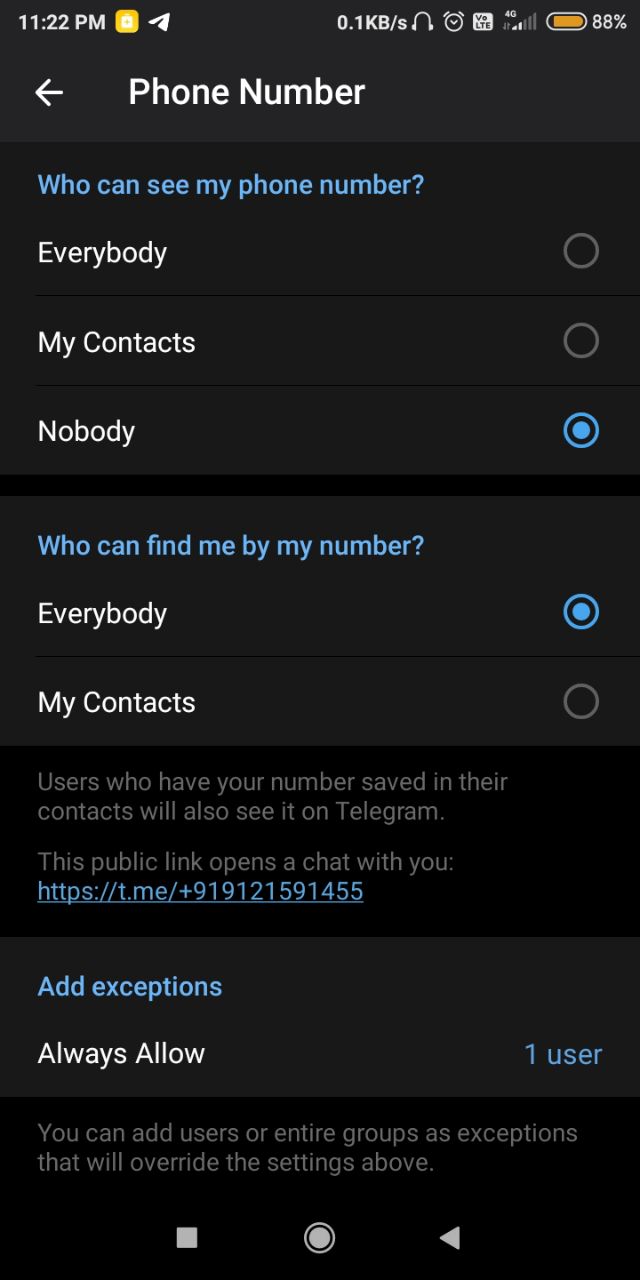 11:22 PM 0.1KB/s Vo LTE 4G 88%
Phone Number
Who can see my phone number?
Everybody
My Contacts
Nobody
Who can find me by my number?
Everybody
My Contacts
Users who have your number saved in their
contacts will also see it on Telegram.
This public link opens a chat with you:
https://t.me/+919121591455
Add exceptions
Always Allow 1 user
You can add users or entire groups as exceptions
that will override the settings above.